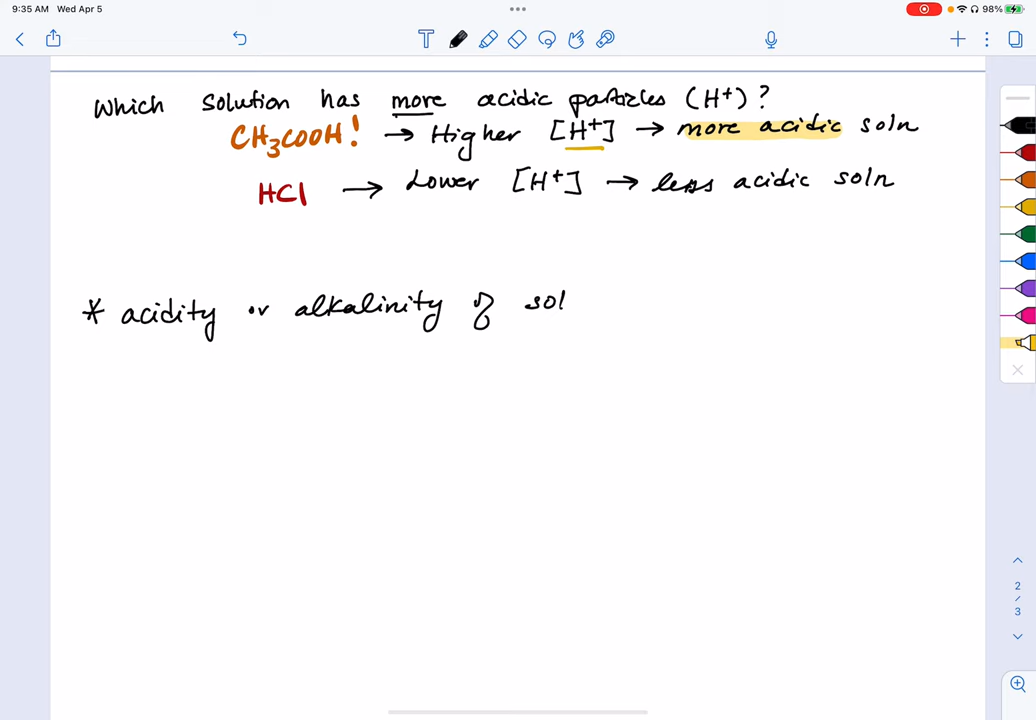 9:35 AM Wed Apr 5
98%
Which solution has more acidic particles (H+)?
CH₃COOH! → Higher [H+] → more acidic soln
HCl → Lower [H+] → less acidic soln
* acidity or alkalinity of sol
2
/
3